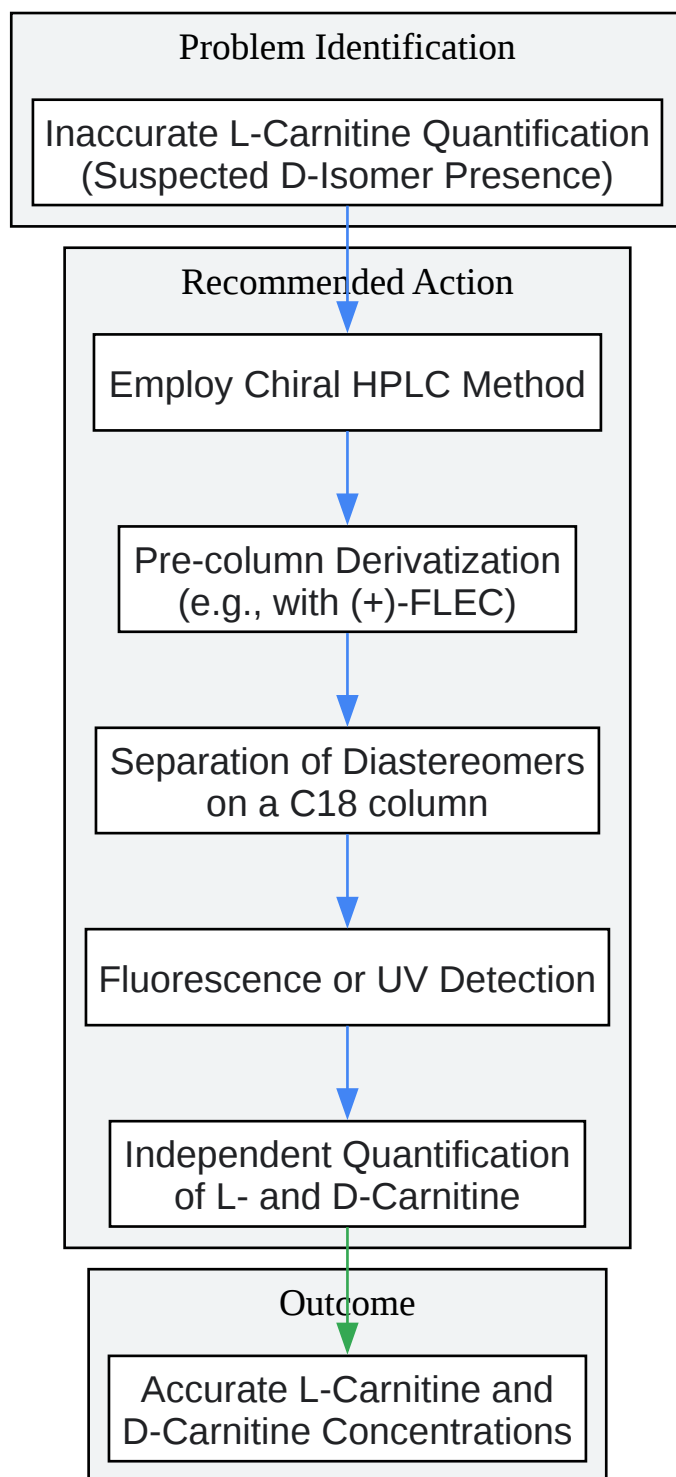 Problem Identification
Inaccurate L-Carnitine Quantification
(Suspected D-Isomer Presence)
Recommended Action
Employ Chiral HPLC Method
Pre-column Derivatization
(e.g., with (+)-FLEC)
Separation of Diastereomers
on a C18 column
Fluorescence or UV Detection
Independent Quantification
of L- and D-Carnitine
Outcome
Accurate L-Carnitine and
D-Carnitine Concentrations